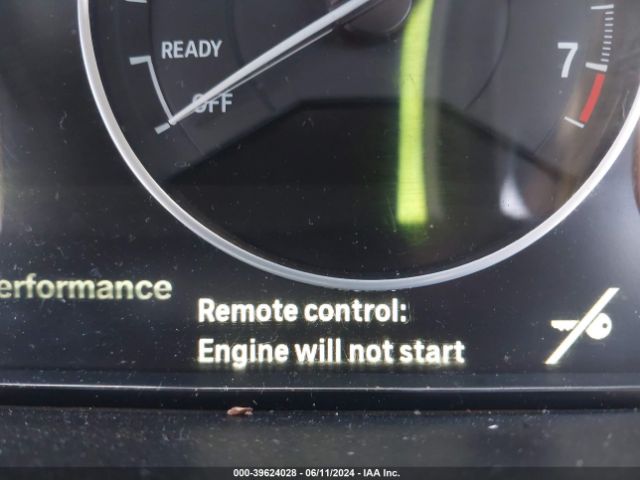 READY
OFF
7
erformance
Remote control:
Engine will not start
000-39624028 - 06/11/2024 - IAA Inc.